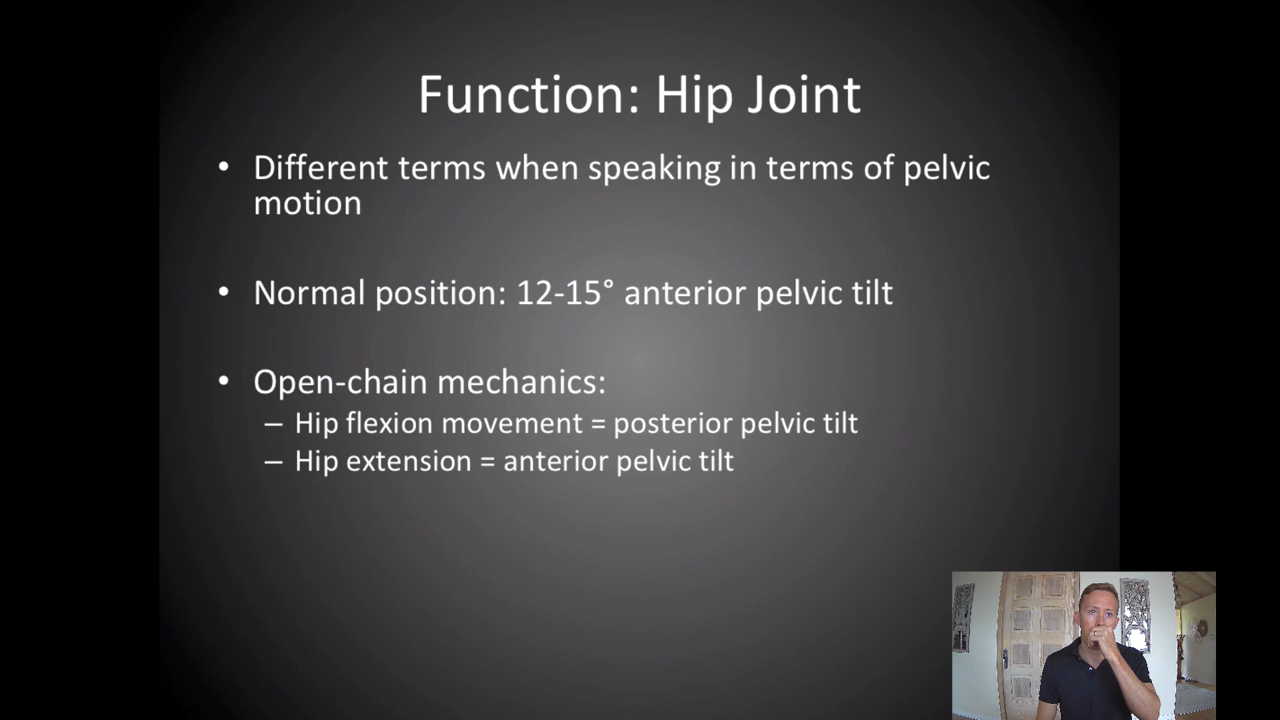 Function: Hip Joint
• Different terms when speaking in terms of pelvic
motion
• Normal position: 12-15° anterior pelvic tilt
• Open-chain mechanics:
– Hip flexion movement = posterior pelvic tilt
– Hip extension = anterior pelvic tilt